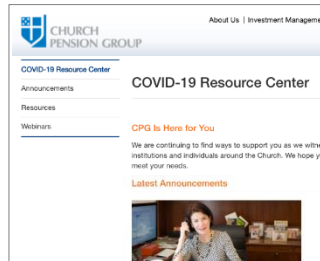 About Us | Investment Manageme
CHURCH
PENSION GROUP
COVID-19 Resource Center
Announcements
Resources
Webinars
COVID-19 Resource Center
CPG Is Here for You
We are continuing to find ways to support you as we witne
institutions and individuals around the Church. We hope y
meet your needs.
Latest Announcements